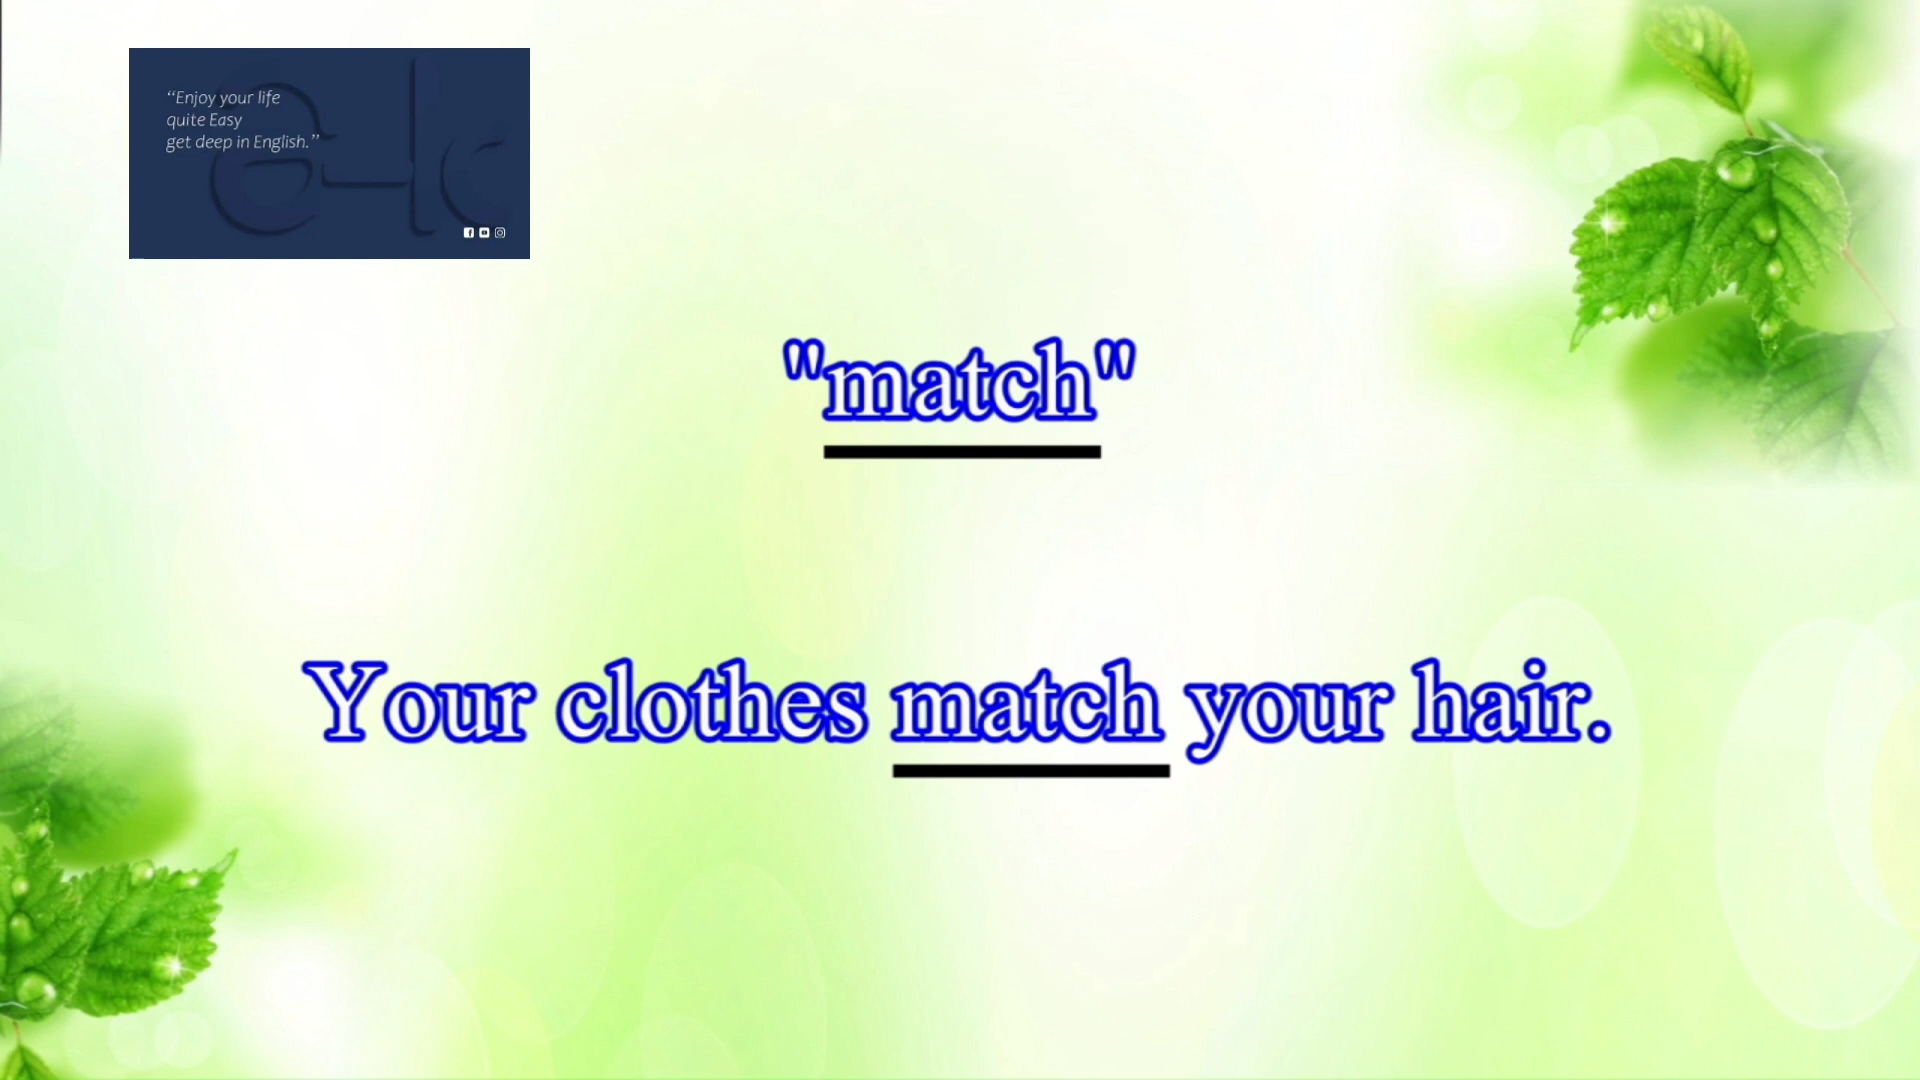 “Enjoy your life
quite Easy
get deep in English.”
"match"
Your clothes match your hair.